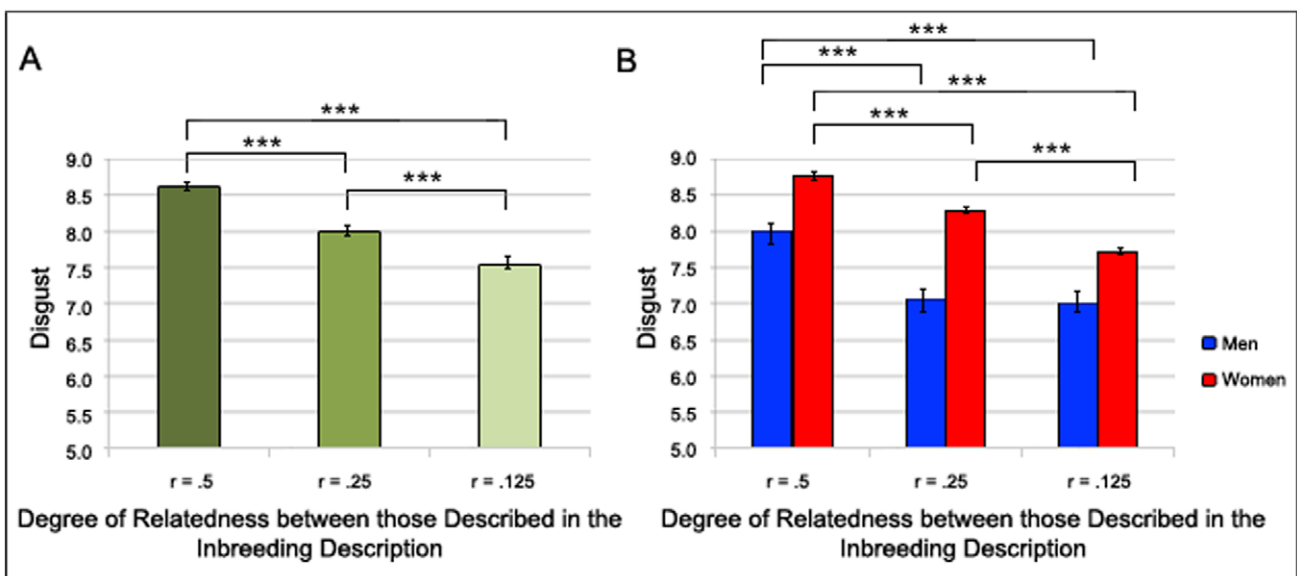 A
***
***
***
9.0
8.5
8.0
7.5
7.0
6.5
6.0
5.5
5.0
Disgust
r = .5
r = .25
r = .125
Degree of Relatedness between those Described in the
Inbreeding Description
B
***
***
***
***
***
9.0
8.5
8.0
7.5
7.0
6.5
6.0
5.5
5.0
Disgust
r = .5
r = .25
r = .125
Degree of Relatedness between those Described in the
Inbreeding Description
Men
Women